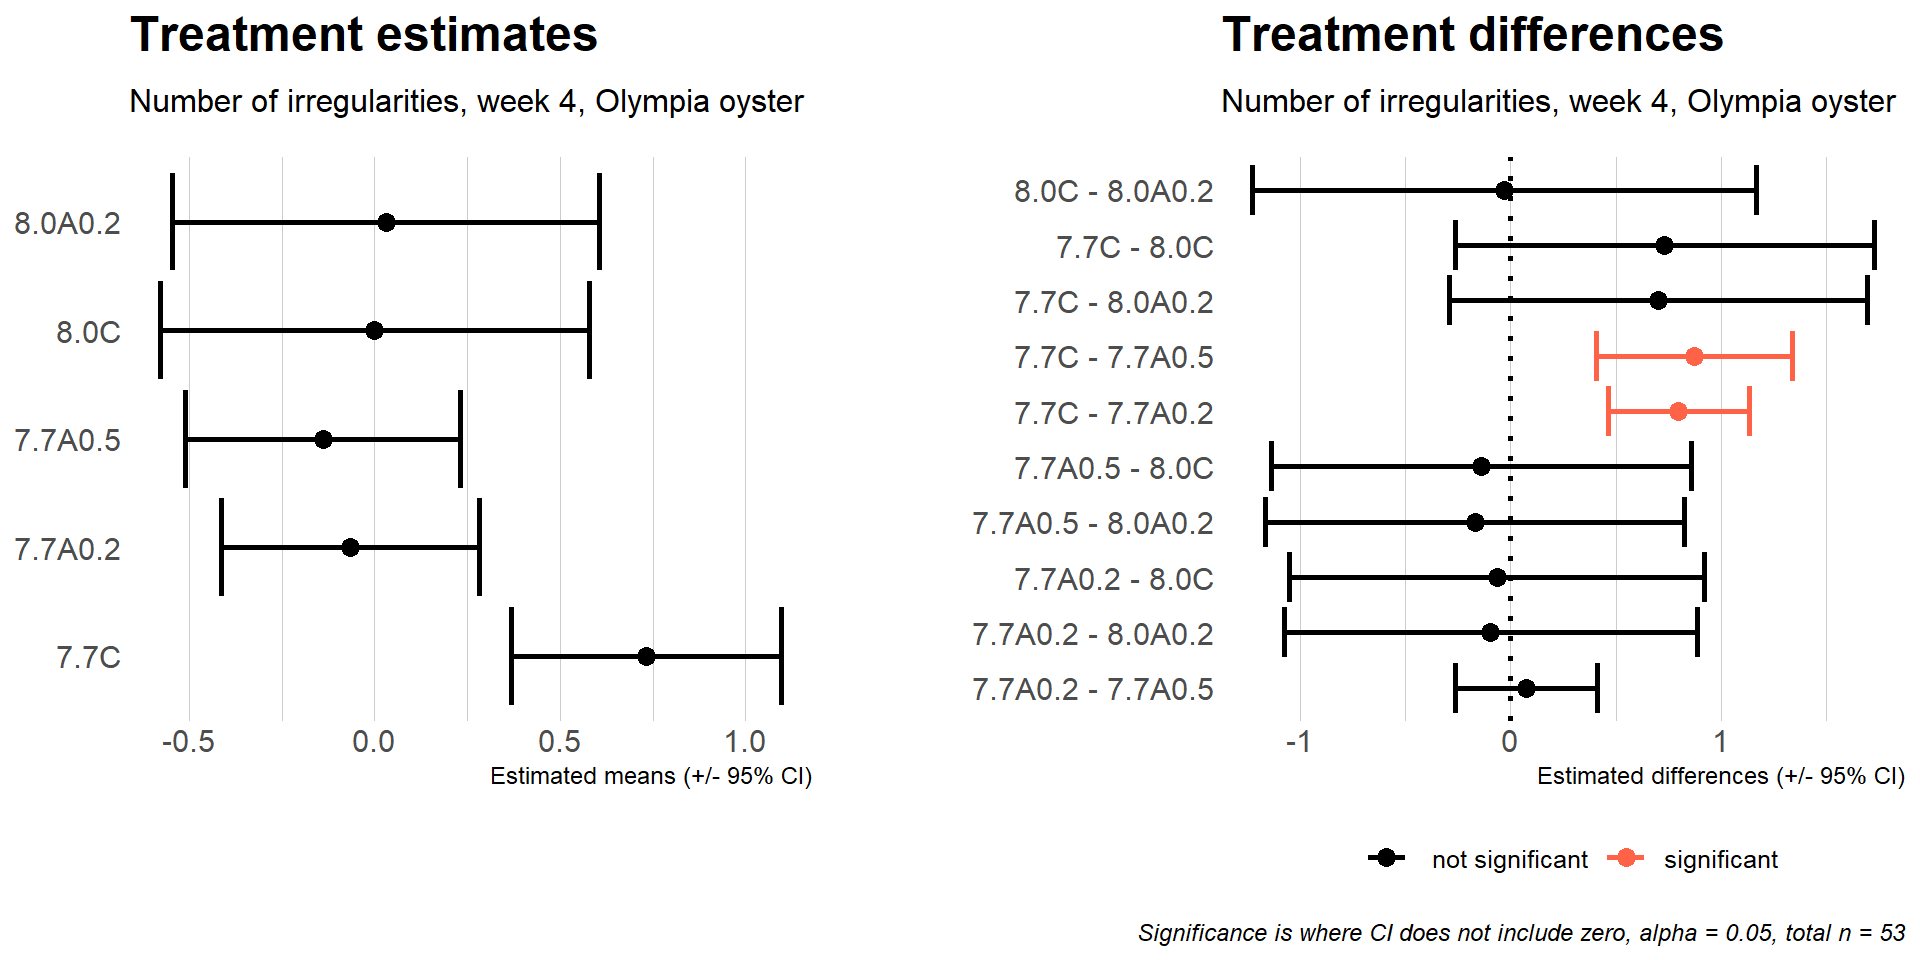 Treatment estimates
Number of irregularities, week 4, Olympia oyster
8.0A0.2
8.0C
7.7A0.5
7.7A0.2
7.7C
-0.5 0.0 0.5 1.0
Estimated means (+/- 95% CI)
Treatment differences
Number of irregularities, week 4, Olympia oyster
8.0C - 8.0A0.2
7.7C - 8.0C
7.7C - 8.0A0.2
7.7C - 7.7A0.5
7.7C - 7.7A0.2
7.7A0.5 - 8.0C
7.7A0.5 - 8.0A0.2
7.7A0.2 - 8.0C
7.7A0.2 - 8.0A0.2
7.7A0.2 - 7.7A0.5
-1 0 1
Estimated differences (+/- 95% CI)
not significant significant
Significance is where CI does not include zero, alpha = 0.05, total n = 53